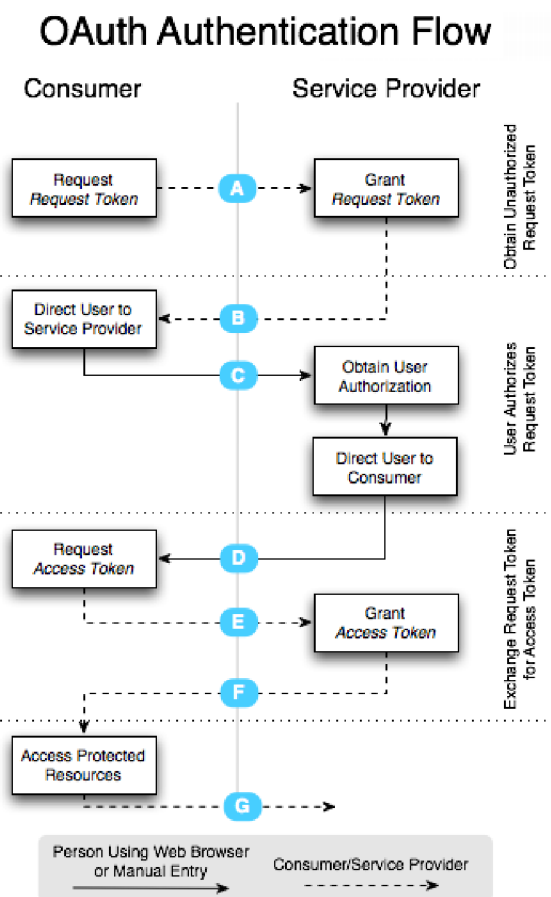 OAuth Authentication Flow
Consumer
Service Provider
Request
Request Token
A
Grant
Request Token
Obtain Unauthorized
Request Token
Direct User to
Service Provider
B
C
Obtain User
Authorization
Direct User to
Consumer
User Authorizes
Request Token
Request
Access Token
D
E
Grant
Access Token
F
Exchange Request Token
for Access Token
Access Protected
Resources
G
Person Using Web Browser
or Manual Entry
Consumer/Service Provider